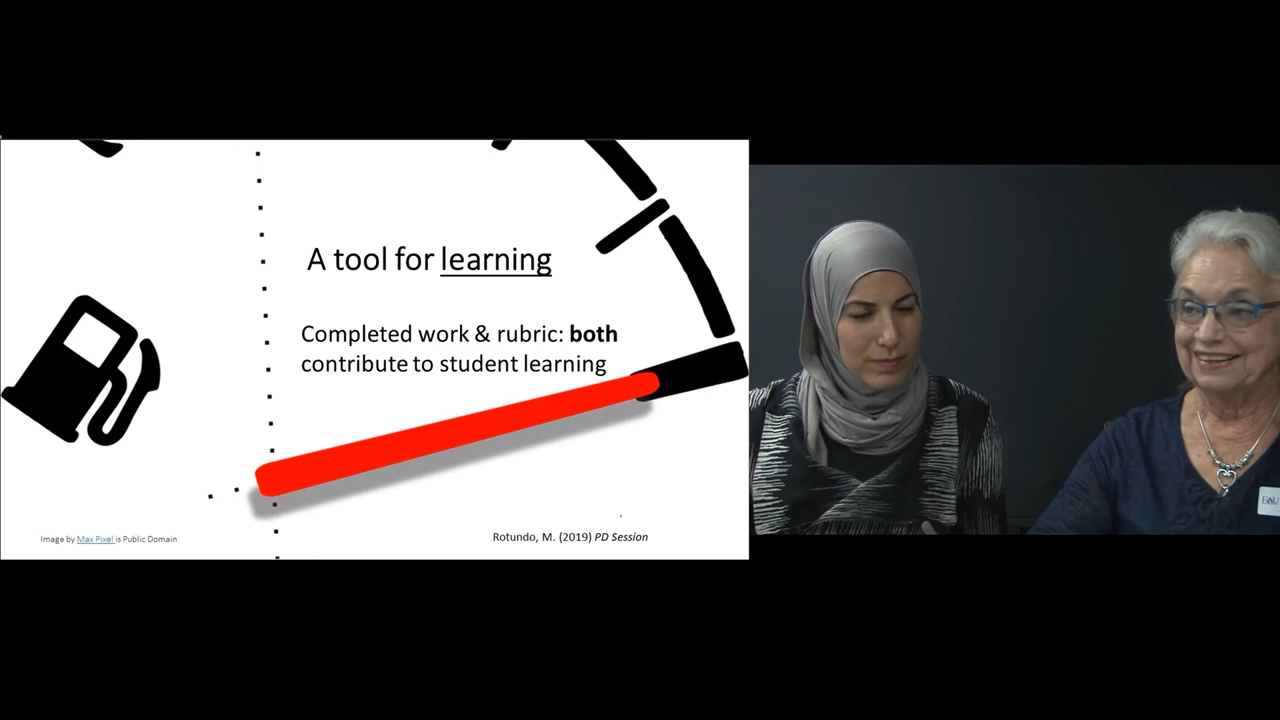 A tool for learning
Completed work & rubric: both
contribute to student learning
Image by Max Pixel is Public Domain
Rotundo, M. (2019) PD Session
FAU